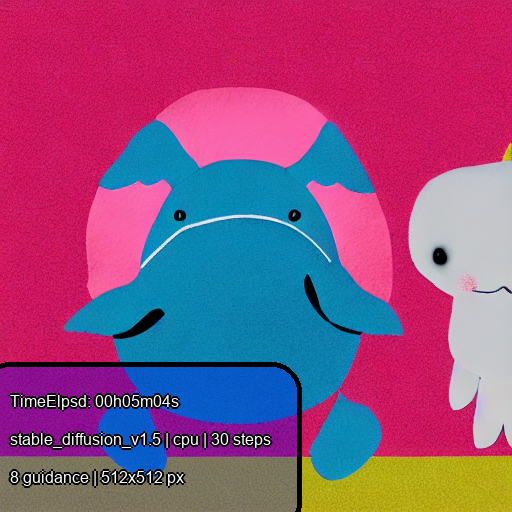 TimeElpsd: 00h05m04s
stable_diffusion_v1.5 | cpu | 30 steps
8 guidance | 512x512 px